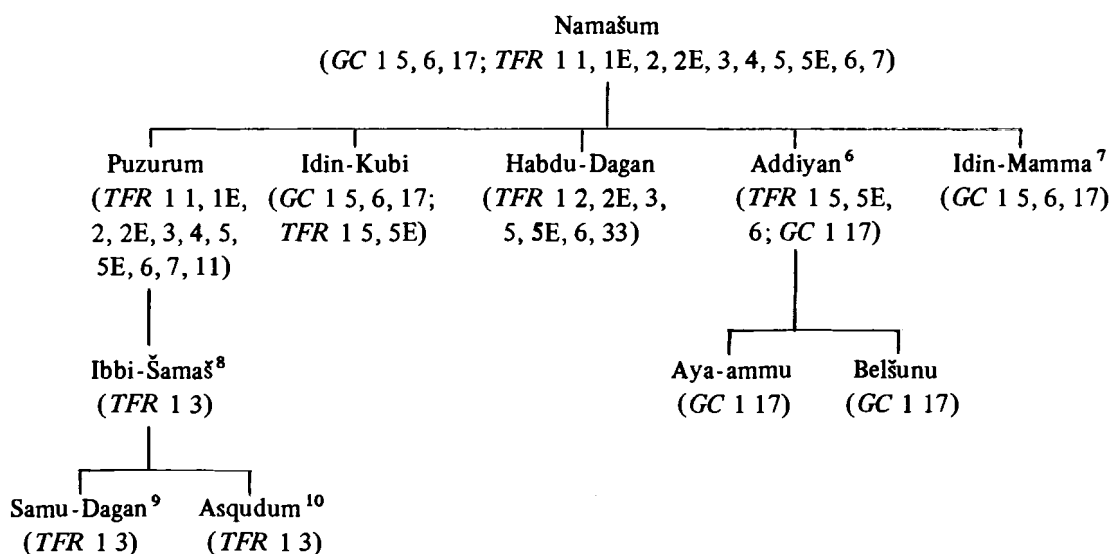 Namašum
(GC 1 5, 6, 17; TFR 1 1, 1E, 2, 2E, 3, 4, 5, 5E, 6, 7)
Puzurum Idin-Kubi Habdu-Dagan Addiyan⁶ Idin-Mamma⁷
(TFR 1 1, 1E, (GC 1 5, 6, 17; (TFR 1 2, 2E, 3, (TFR 1 5, 5E, (GC 1 5, 6, 17)
2, 2E, 3, 4, 5, TFR 1 5, 5E) 5, 5E, 6, 33) 6; GC 1 17)
5E, 6, 7, 11)
Ibbi-Šamaš⁸ Aya-ammu Belšunu
(TFR 1 3) (GC 1 17) (GC 1 17)
Samu-Dagan⁹ Asqudum¹⁰
(TFR 1 3) (TFR 1 3)